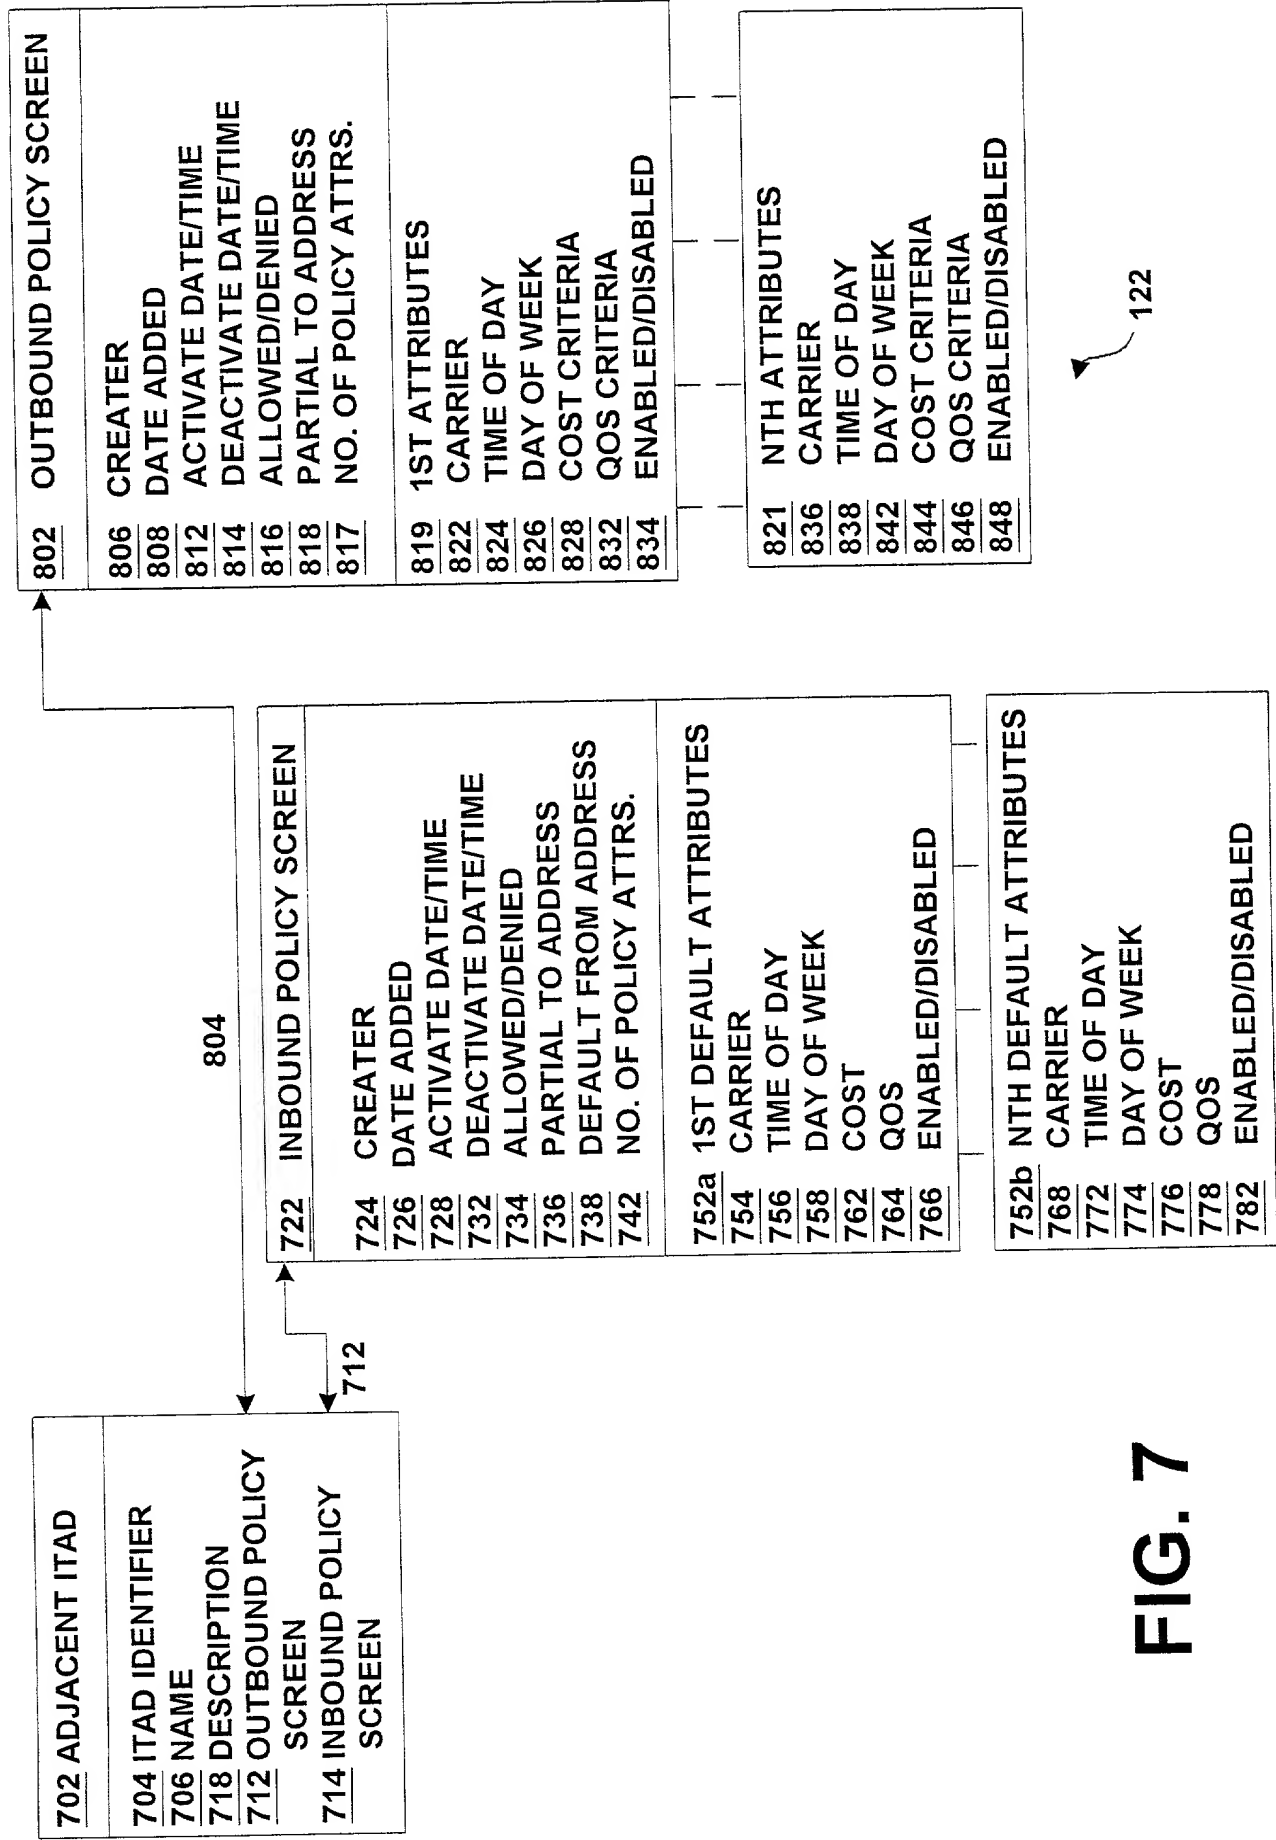 702 ADJACENT ITAD
704 ITAD IDENTIFIER
706 NAME
718 DESCRIPTION
712 OUTBOUND POLICY
SCREEN
714 INBOUND POLICY
SCREEN
804
712
722 INBOUND POLICY SCREEN
724 CREATER
726 DATE ADDED
728 ACTIVATE DATE/TIME
732 DEACTIVATE DATE/TIME
734 ALLOWED/DENIED
736 PARTIAL TO ADDRESS
738 DEFAULT FROM ADDRESS
742 NO. OF POLICY ATTRS.
752a 1ST DEFAULT ATTRIBUTES
754 CARRIER
756 TIME OF DAY
758 DAY OF WEEK
762 COST
764 QOS
766 ENABLED/DISABLED
752b NTH DEFAULT ATTRIBUTES
768 CARRIER
772 TIME OF DAY
774 DAY OF WEEK
776 COST
778 QOS
782 ENABLED/DISABLED
802 OUTBOUND POLICY SCREEN
806 CREATER
808 DATE ADDED
812 ACTIVATE DATE/TIME
814 DEACTIVATE DATE/TIME
816 ALLOWED/DENIED
818 PARTIAL TO ADDRESS
817 NO. OF POLICY ATTRS.
819 1ST ATTRIBUTES
822 CARRIER
824 TIME OF DAY
826 DAY OF WEEK
828 COST CRITERIA
832 QOS CRITERIA
834 ENABLED/DISABLED
821 NTH ATTRIBUTES
836 CARRIER
838 TIME OF DAY
842 DAY OF WEEK
844 COST CRITERIA
846 QOS CRITERIA
848 ENABLED/DISABLED
122
FIG. 7